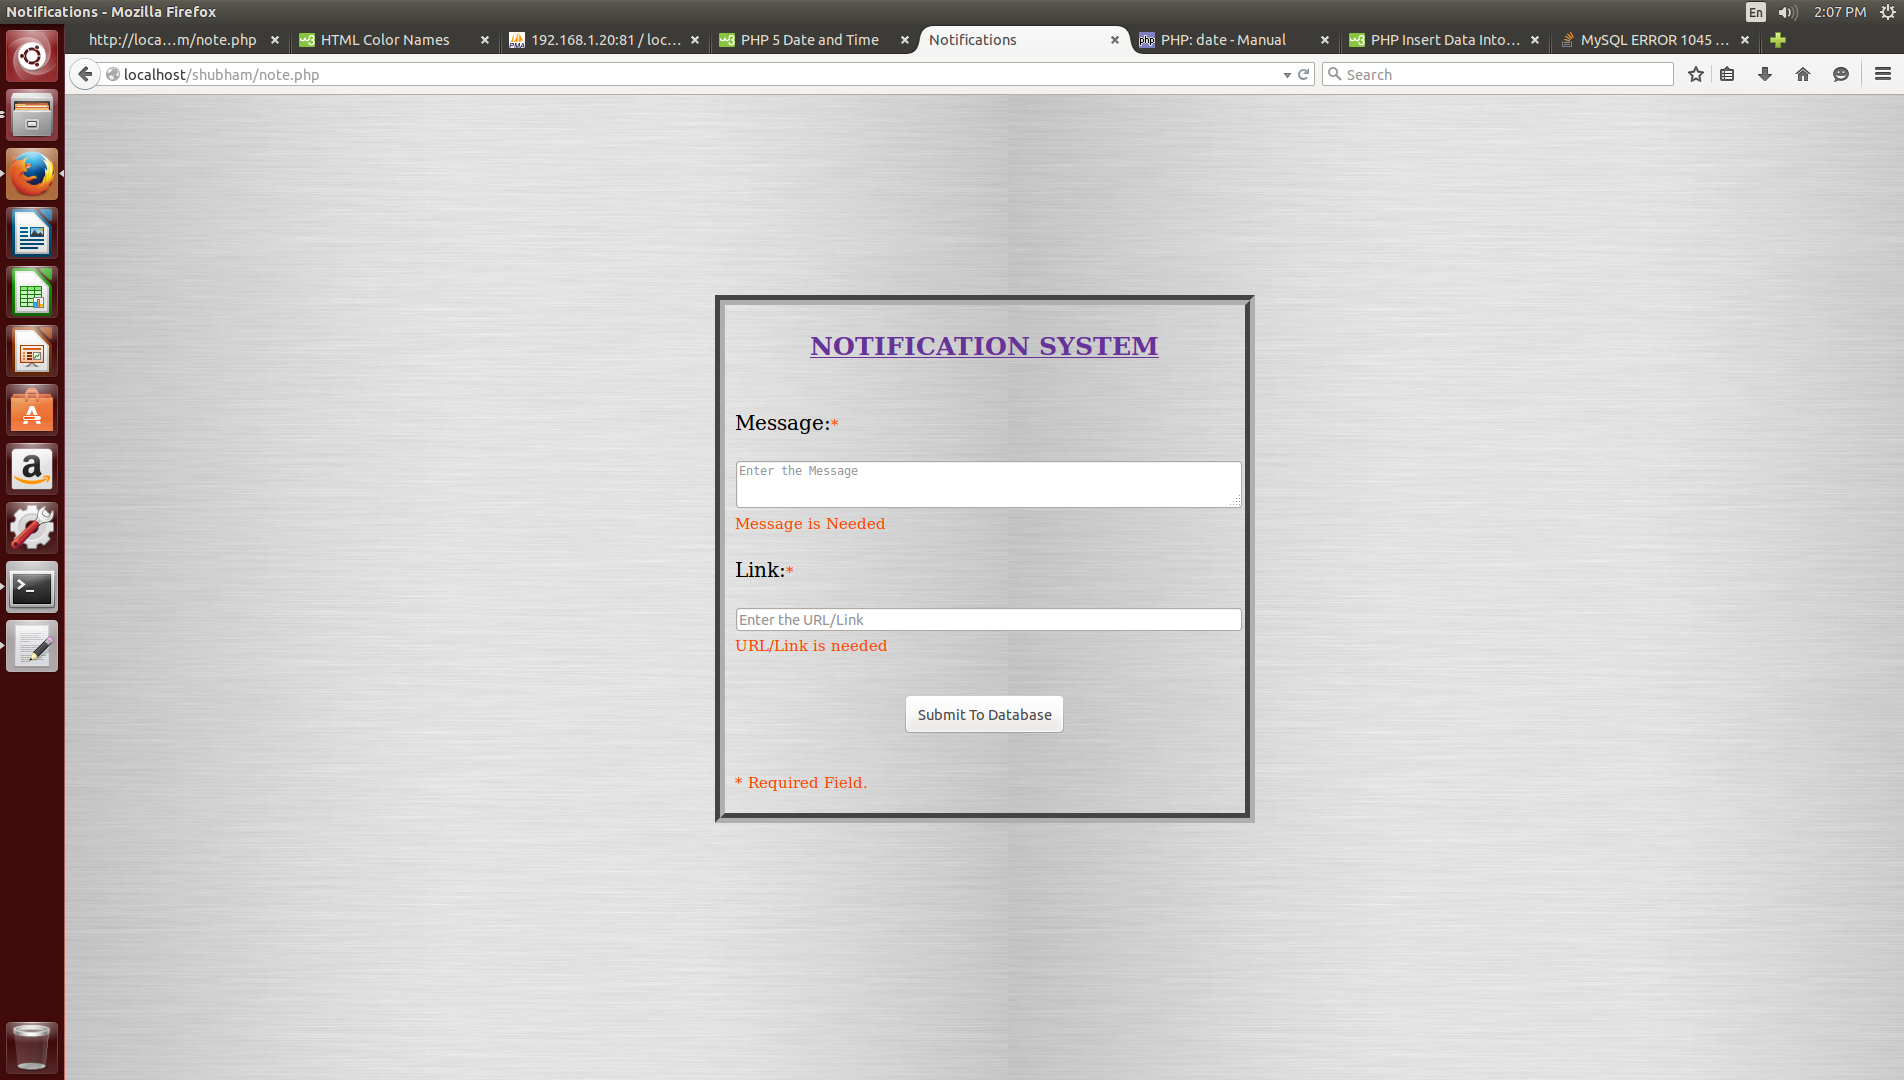 Notifications - Mozilla Firefox
En
2:07 PM
http://loca...m/note.php
HTML Color Names
192.168.1.20:81 / loc...
PHP 5 Date and Time
Notifications
PHP: date - Manual
PHP Insert Data Into...
MySQL ERROR 1045 ...
localhost/shubham/note.php
Search
NOTIFICATION SYSTEM
Message:*
Enter the Message
Message is Needed
Link:*
Enter the URL/Link
URL/Link is needed
Submit To Database
* Required Field.